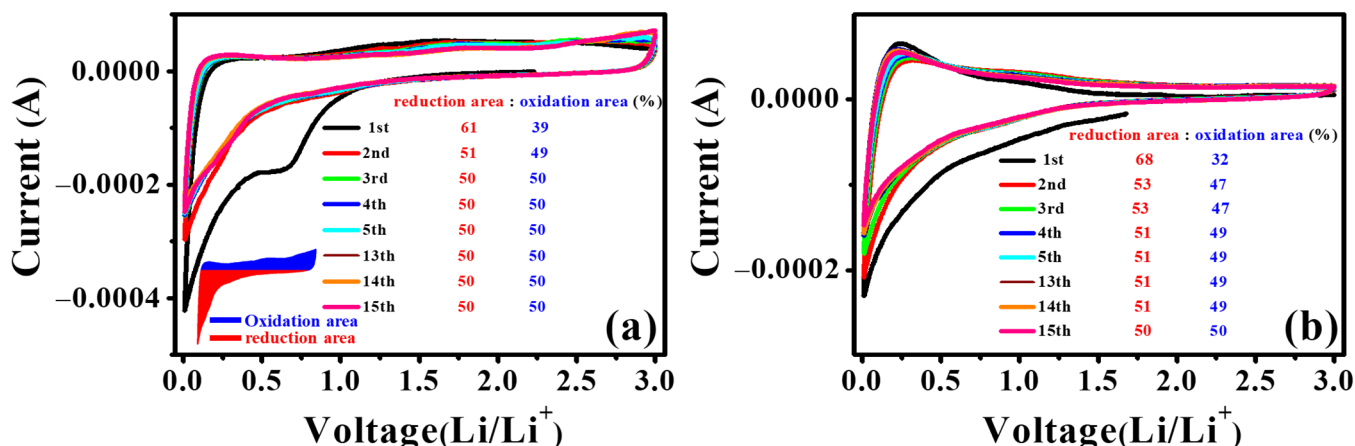 Current (A)
0.0000
−0.0002
−0.0004
reduction area : oxidation area (%)
1st 61 39
2nd 51 49
3rd 50 50
4th 50 50
5th 50 50
13th 50 50
14th 50 50
15th 50 50
Oxidation area
reduction area
(a)
0.0 0.5 1.0 1.5 2.0 2.5 3.0
Voltage(Li/Li⁺)
Current (A)
0.0000
−0.0002
reduction area : oxidation area (%)
1st 68 32
2nd 53 47
3rd 53 47
4th 51 49
5th 51 49
13th 51 49
14th 51 49
15th 50 50
(b)
0.0 0.5 1.0 1.5 2.0 2.5 3.0
Voltage(Li/Li⁺)